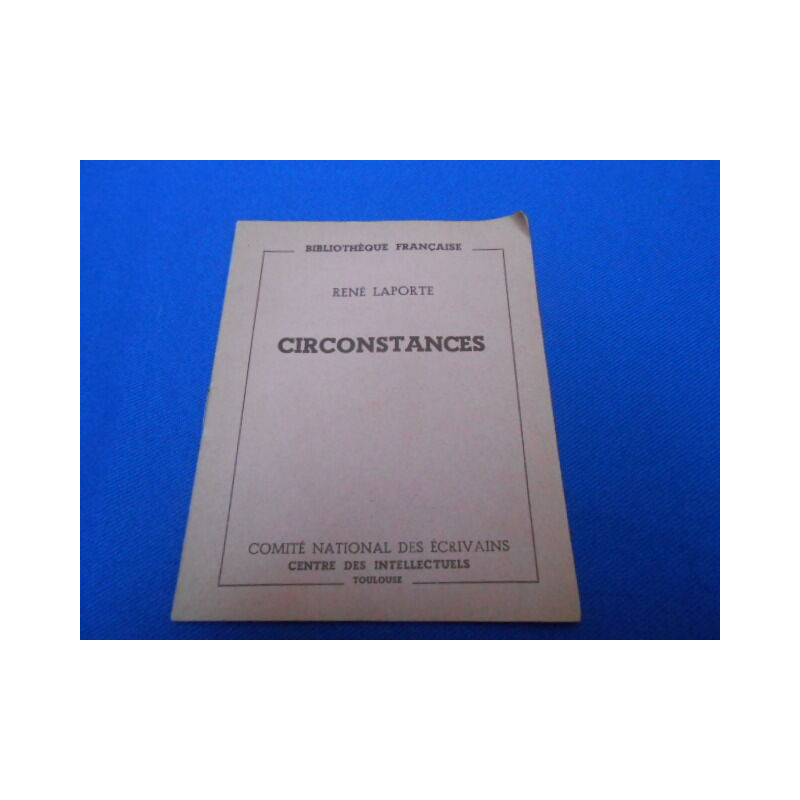 BIBLIOTHÈQUE FRANÇAISE
RENÉ LAPORTE
CIRCONSTANCES
COMITÉ NATIONAL DES ÉCRIVAINS
CENTRE DES INTELLECTUELS
TOULOUSE